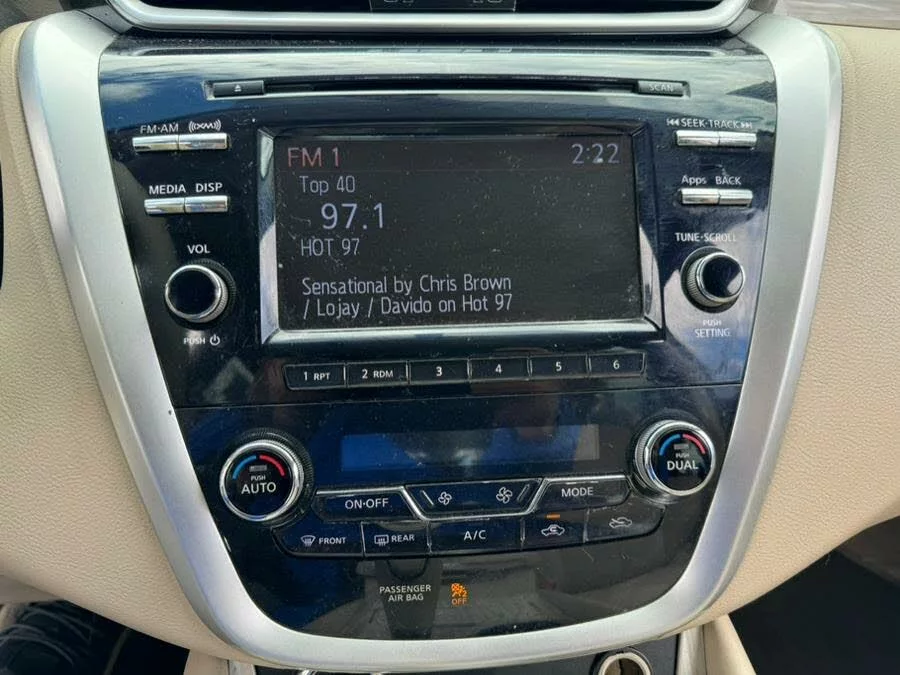 SCAN
FM·AM ((XM))
SEEK·TRACK
FM 1 2:22
Top 40
MEDIA DISP
Apps BACK
97.1
HOT 97
VOL
TUNE·SCROLL
Sensational by Chris Brown
/ Lojay / Davido on Hot 97
PUSH
PUSH
SETTING
1 RPT 2 RDM 3 4 5 6
PUSH
AUTO
PUSH
DUAL
ON·OFF MODE
FRONT REAR A/C
PASSENGER
AIR BAG
2
OFF